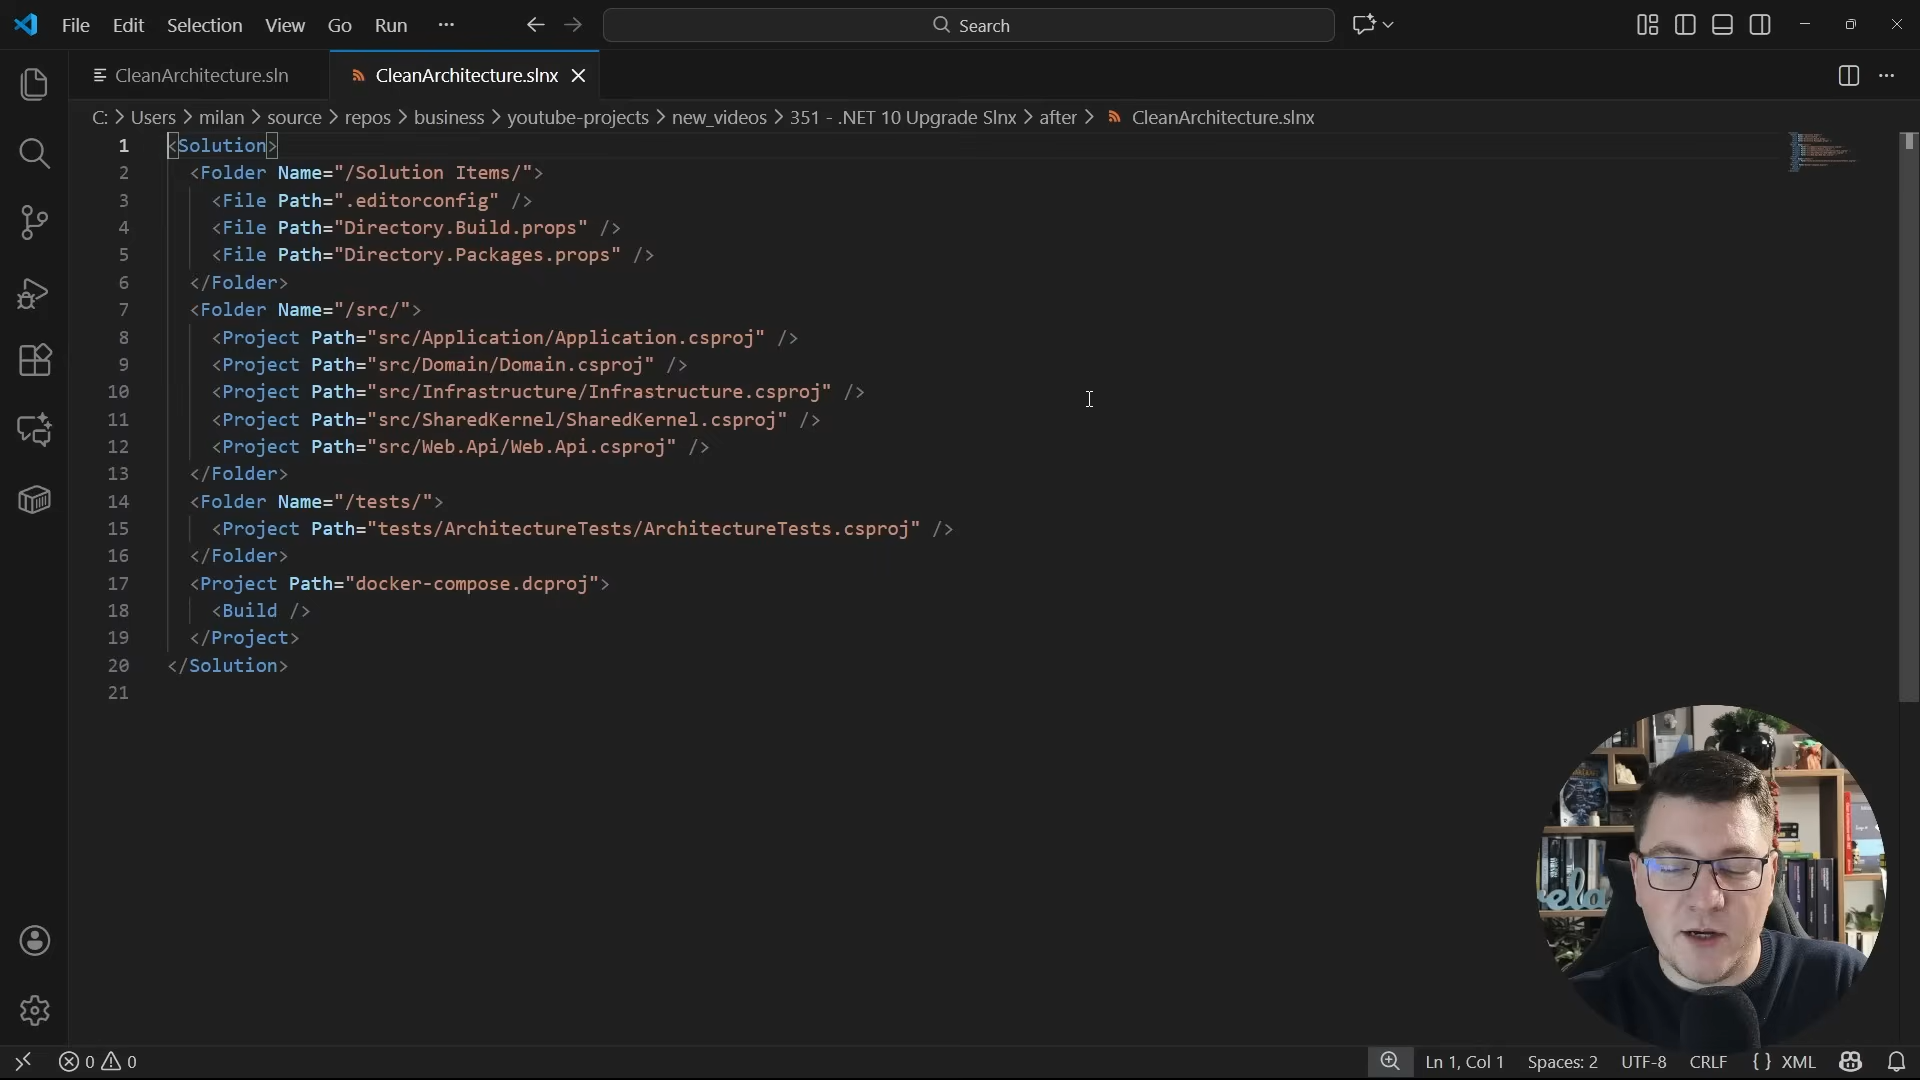 File Edit Selection View Go Run ··· Search
CleanArchitecture.sln CleanArchitecture.slnx
C: > Users > milan > source > repos > business > youtube-projects > new_videos > 351 - .NET 10 Upgrade Slnx > after > CleanArchitecture.slnx
1 <Solution>
2 <Folder Name="/Solution Items/">
3 <File Path=".editorconfig" />
4 <File Path="Directory.Build.props" />
5 <File Path="Directory.Packages.props" />
6 </Folder>
7 <Folder Name="/src/">
8 <Project Path="src/Application/Application.csproj" />
9 <Project Path="src/Domain/Domain.csproj" />
10 <Project Path="src/Infrastructure/Infrastructure.csproj" />
11 <Project Path="src/SharedKernel/SharedKernel.csproj" />
12 <Project Path="src/Web.Api/Web.Api.csproj" />
13 </Folder>
14 <Folder Name="/tests/">
15 <Project Path="tests/ArchitectureTests/ArchitectureTests.csproj" />
16 </Folder>
17 <Project Path="docker-compose.dcproj">
18 <Build />
19 </Project>
20 </Solution>
21
0 0 Ln 1, Col 1 Spaces: 2 UTF-8 CRLF { } XML